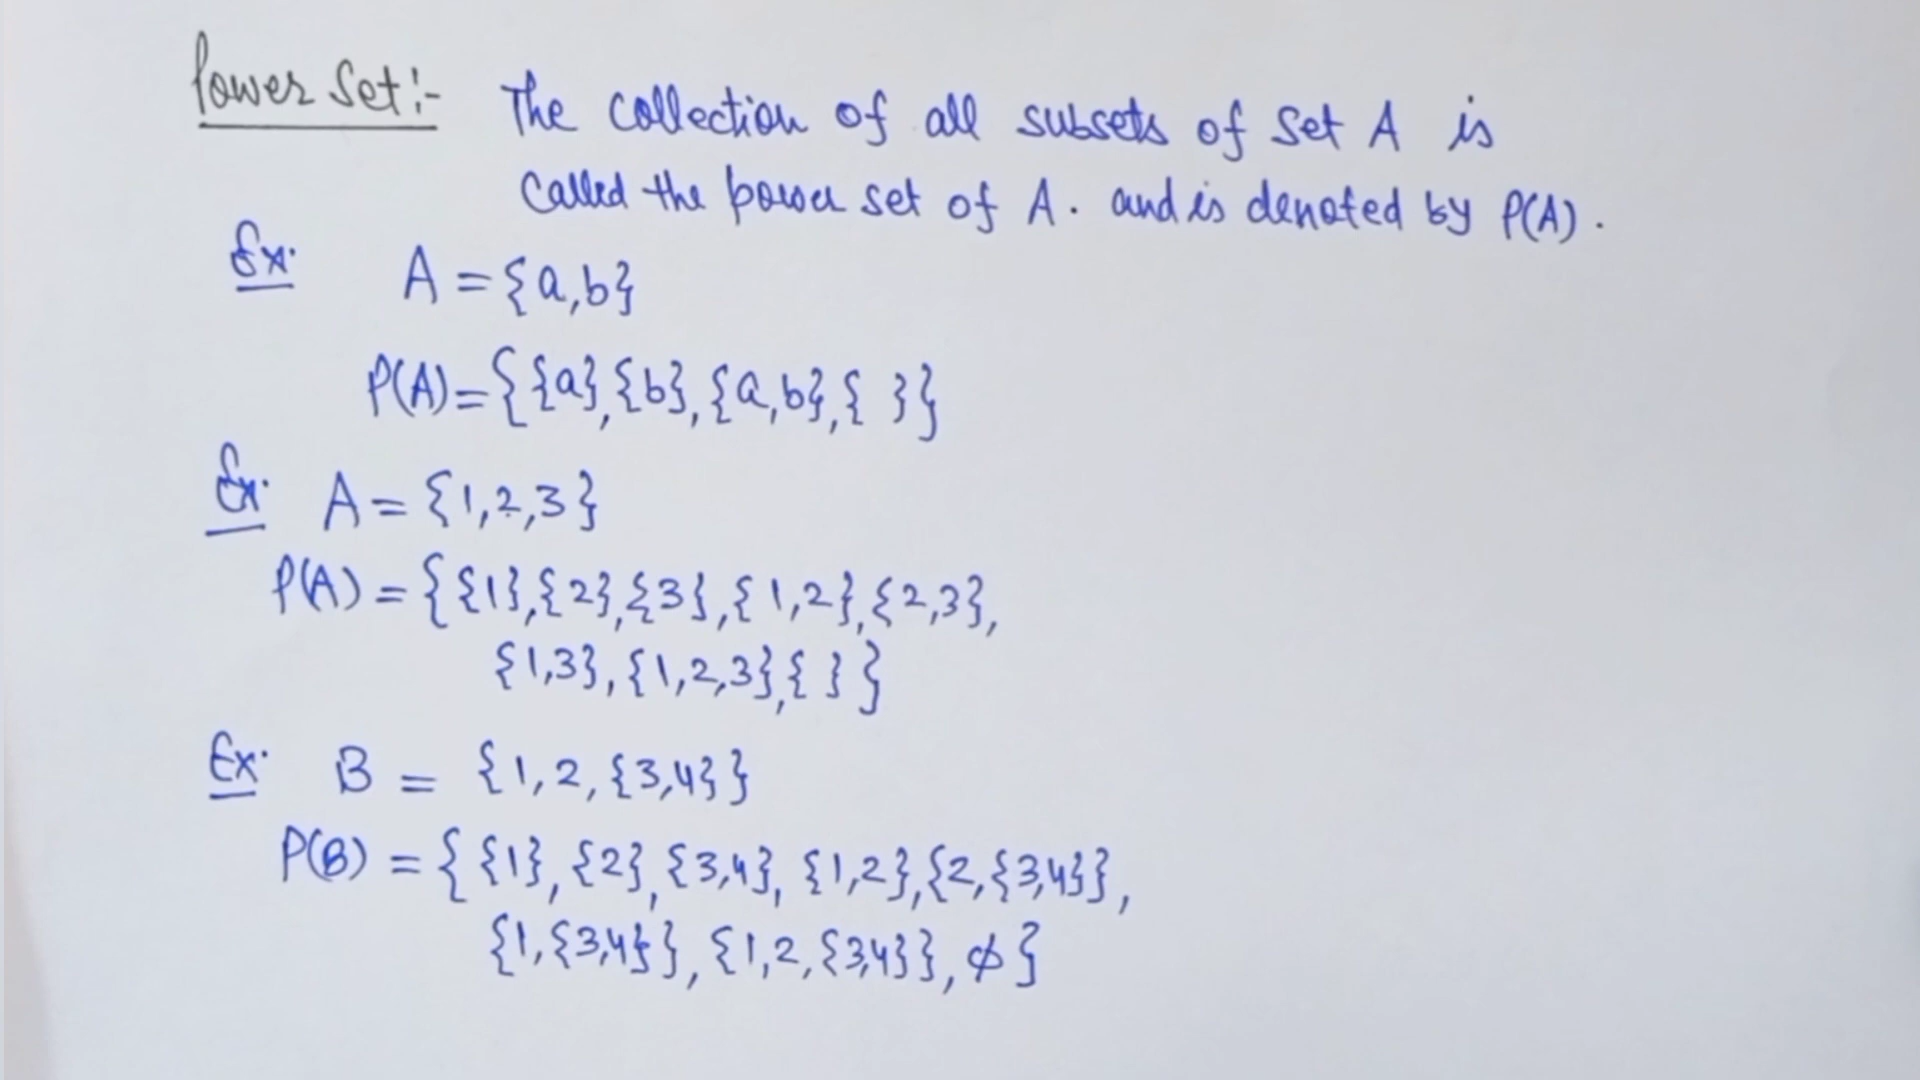 Power Set:- The collection of all subsets of set A is
called the power set of A. and is denoted by P(A).
Ex. A = {a,b}
P(A) = {{a},{b},{a,b},{ }}
Ex. A = {1,2,3}
P(A) = {{1},{2},{3},{1,2},{2,3},
{1,3},{1,2,3},{ }}
Ex. B = {1,2,{3,4}}
P(B) = {{1},{2},{3,4},{1,2},{2,{3,4}},
{1,{3,4}},{1,2,{3,4}},ϕ}